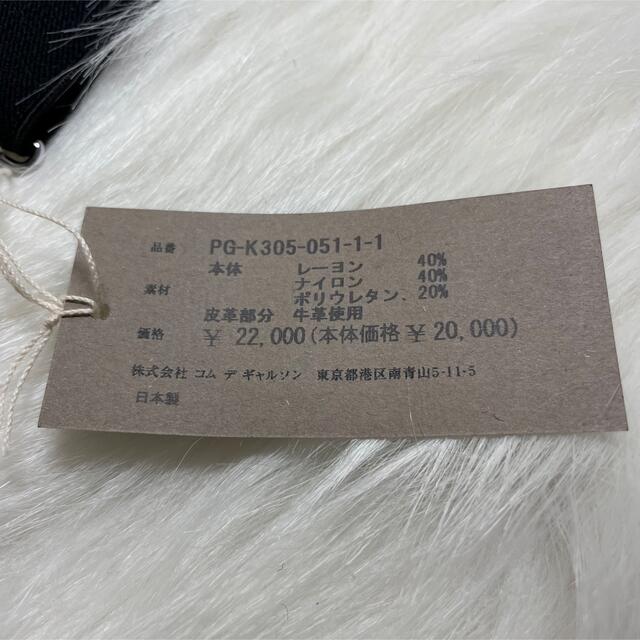 品番 PG-K305-051-1-1
本体 レーヨン 40%
ナイロン 40%
素材 ポリウレタン、20%
皮革部分 牛革使用
価格 ¥ 22,000(本体価格 ¥ 20,000)
株式会社 コム デ ギャルソン 東京都港区南青山5-11-5
日本製